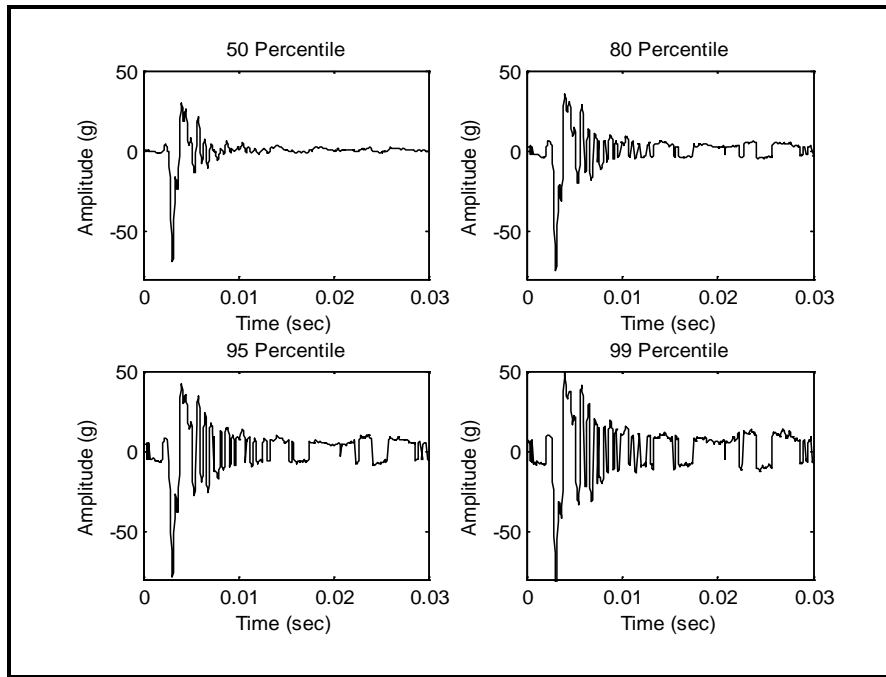 50 Percentile
50
0
-50
Amplitude (g)
0 0.01 0.02 0.03
Time (sec)
80 Percentile
50
0
-50
Amplitude (g)
0 0.01 0.02 0.03
Time (sec)
95 Percentile
50
0
-50
Amplitude (g)
0 0.01 0.02 0.03
Time (sec)
99 Percentile
50
0
-50
Amplitude (g)
0 0.01 0.02 0.03
Time (sec)